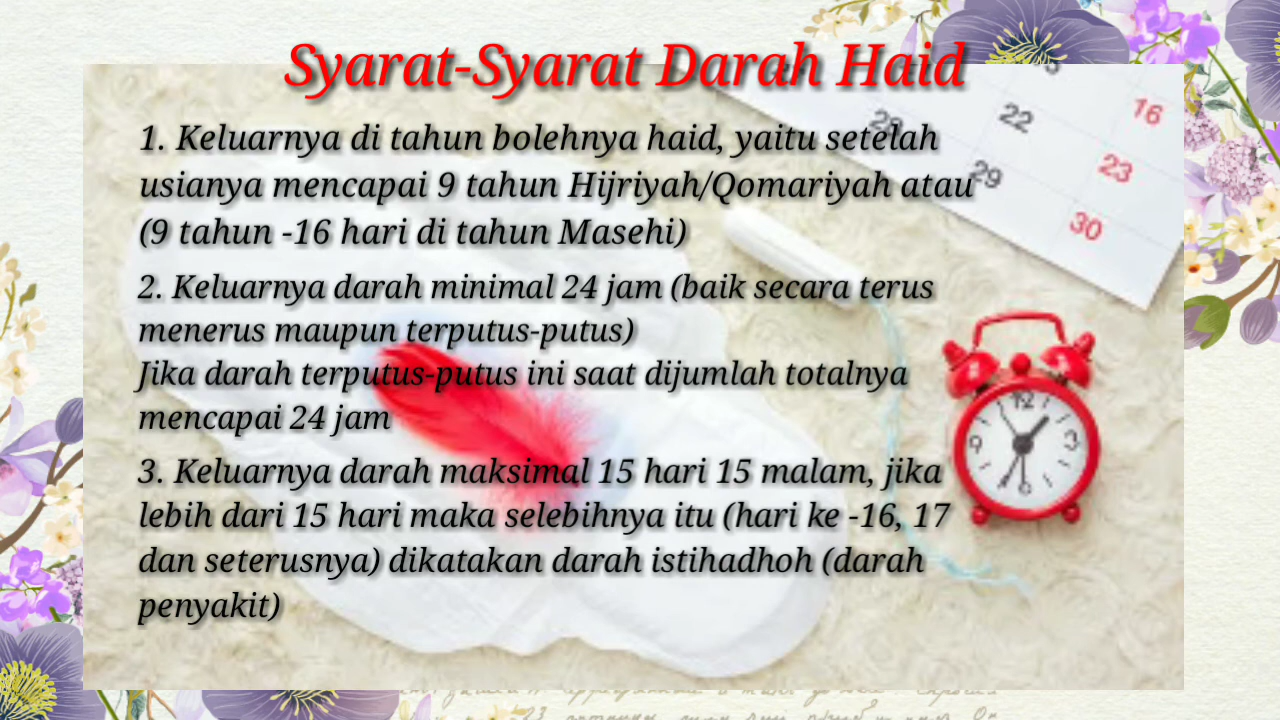 Syarat-Syarat Darah Haid
1. Keluarnya di tahun bolehnya haid, yaitu setelah
usianya mencapai 9 tahun Hijriyah/Qomariyah atau
(9 tahun -16 hari di tahun Masehi)
2. Keluarnya darah minimal 24 jam (baik secara terus
menerus maupun terputus-putus)
Jika darah terputus-putus ini saat dijumlah totalnya
mencapai 24 jam
3. Keluarnya darah maksimal 15 hari 15 malam, jika
lebih dari 15 hari maka selebihnya itu (hari ke -16, 17
dan seterusnya) dikatakan darah istihadhoh (darah
penyakit)
22 16
29 23
30
12
9 3
6